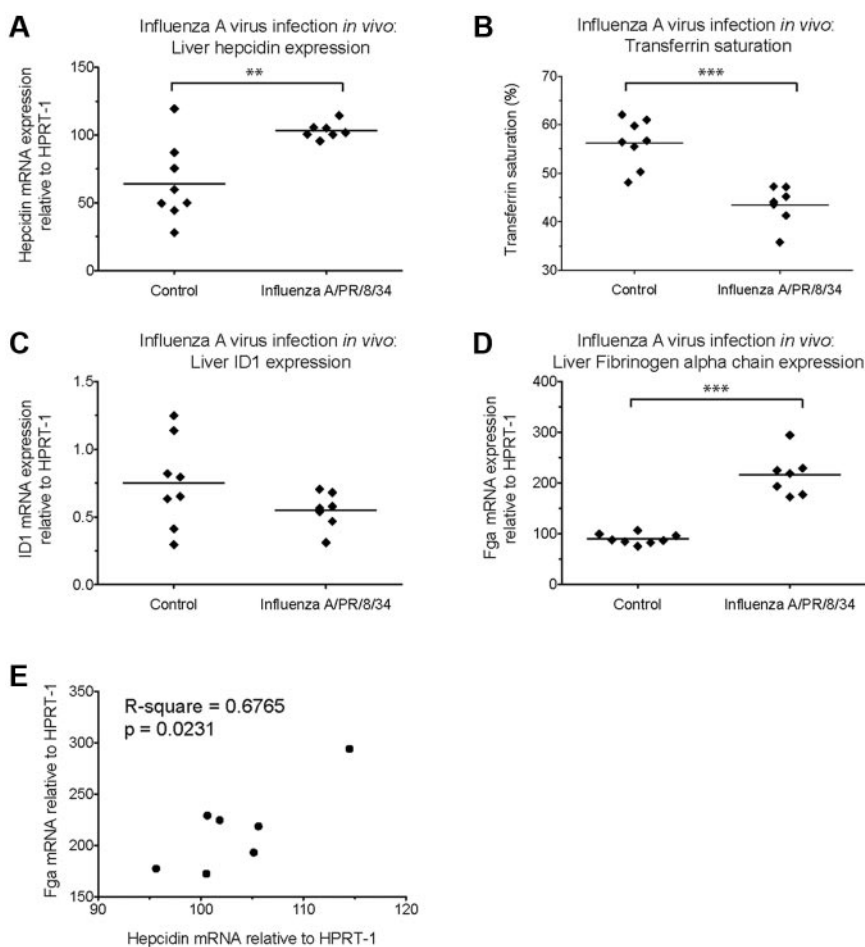 A
Influenza A virus infection in vivo:
Liver hepcidin expression
**
Hepcidin mRNA expression
relative to HPRT-1
150
100
50
0
Control
Influenza A/PR/8/34
B
Influenza A virus infection in vivo:
Transferrin saturation
***
Transferrin saturation (%)
70
60
50
40
30
Control
Influenza A/PR/8/34
C
Influenza A virus infection in vivo:
Liver ID1 expression
ID1 mRNA expression
relative to HPRT-1
1.5
1.0
0.5
0.0
Control
Influenza A/PR/8/34
D
Influenza A virus infection in vivo:
Liver Fibrinogen alpha chain expression
***
Fga mRNA expression
relative to HPRT-1
400
300
200
100
0
Control
Influenza A/PR/8/34
E
R-square = 0.6765
p = 0.0231
Fga mRNA relative to HPRT-1
350
300
250
200
150
90
100
110
120
Hepcidin mRNA relative to HPRT-1